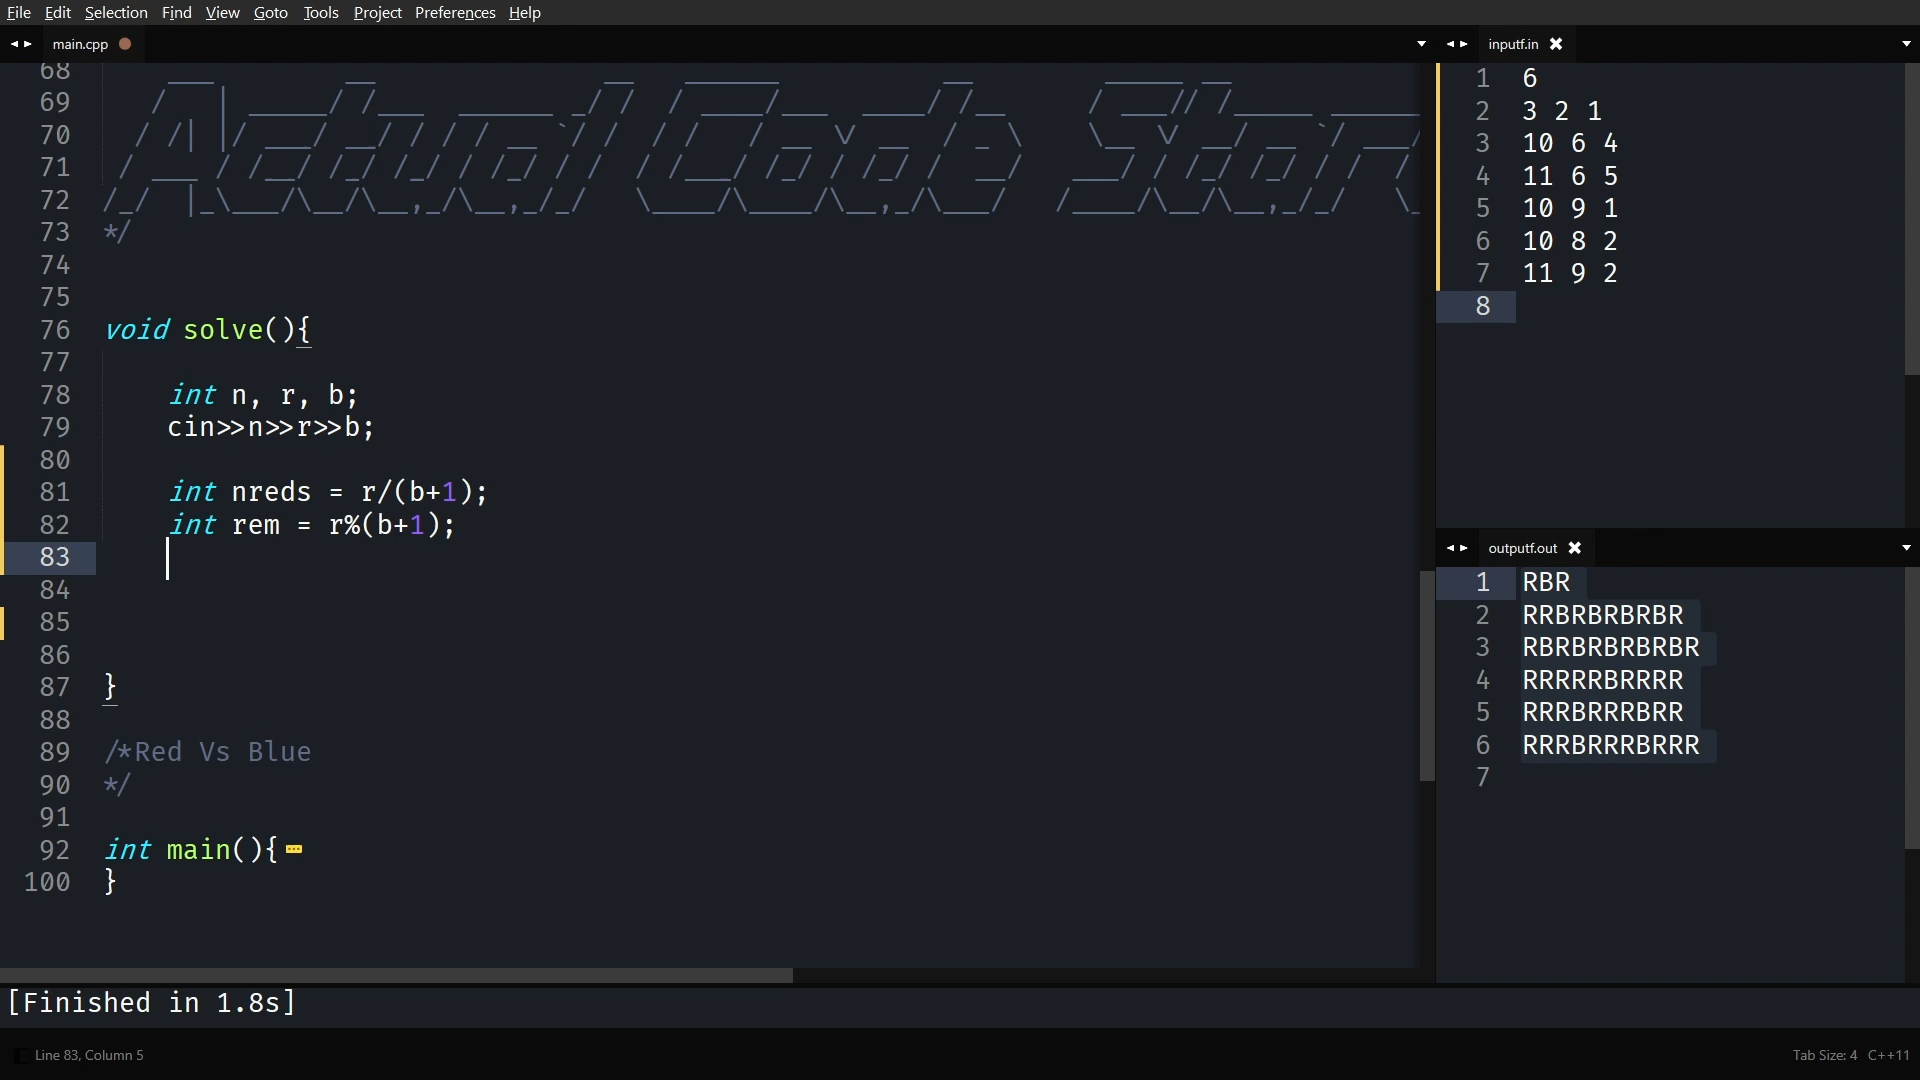 File Edit Selection Find View Goto Tools Project Preferences Help
main.cpp
68
69
70
71
72
73 */
74
75
76 void solve(){
77
78 int n, r, b;
79 cin>>n>>r>>b;
80
81 int nreds = r/(b+1);
82 int rem = r%(b+1);
83
84
85
86
87 }
88
89 /*Red Vs Blue
90 */
91
92 int main(){
100 }
inputf.in
1 6
2 3 2 1
3 10 6 4
4 11 6 5
5 10 9 1
6 10 8 2
7 11 9 2
8
outputf.out
1 RBR
2 RRBRBRBRBR
3 RBRBRBRBRBR
4 RRRRRBRRRR
5 RRRBRRRBRR
6 RRRBRRRBRRR
7
[Finished in 1.8s]
Line 83, Column 5
Tab Size: 4 C++11